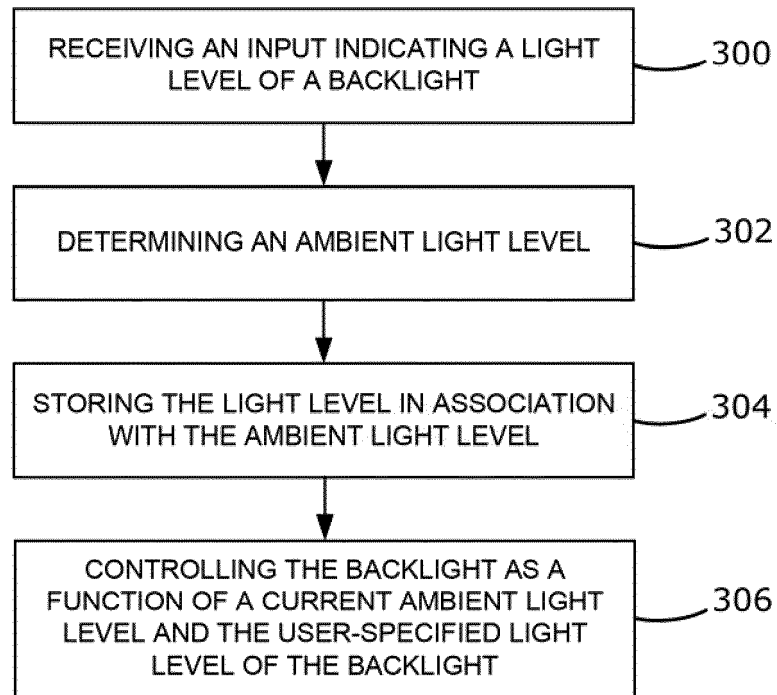 RECEIVING AN INPUT INDICATING A LIGHT
LEVEL OF A BACKLIGHT
300
DETERMINING AN AMBIENT LIGHT LEVEL
302
STORING THE LIGHT LEVEL IN ASSOCIATION
WITH THE AMBIENT LIGHT LEVEL
304
CONTROLLING THE BACKLIGHT AS A
FUNCTION OF A CURRENT AMBIENT LIGHT
LEVEL AND THE USER-SPECIFIED LIGHT
LEVEL OF THE BACKLIGHT
306